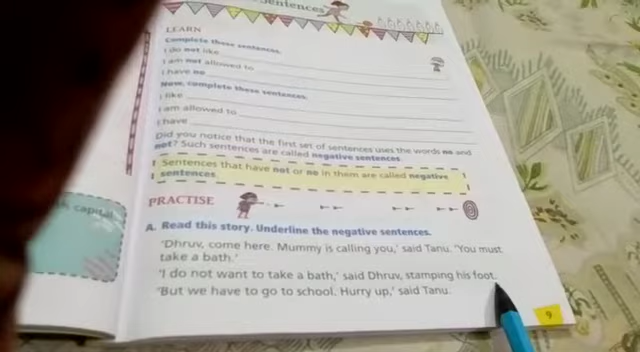 Sentences
LEARN
Complete these sentences.
I do not like
I am not allowed to
I have no
Now, complete these sentences.
I like
I am allowed to
I have
Did you notice that the first set of sentences uses the words no and
not? Such sentences are called negative sentences.
Sentences that have not or no in them are called negative
sentences.
PRACTISE
capital
A. Read this story. Underline the negative sentences.
'Dhruv, come here. Mummy is calling you,' said Tanu. 'You must
take a bath.'
'I do not want to take a bath,' said Dhruv, stamping his foot.
'But we have to go to school. Hurry up,' said Tanu.
9